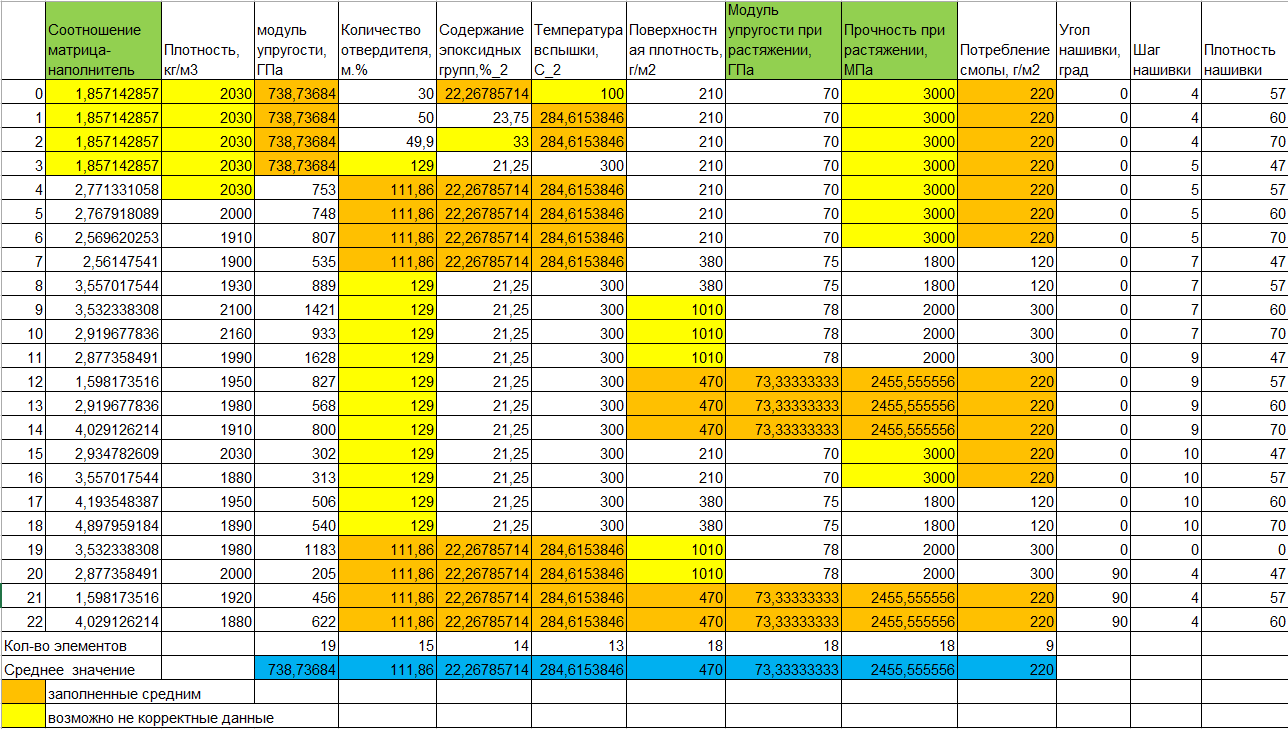 Соотношение матрица-наполнитель	Плотность, кг/м3	модуль упругости, ГПа	Количество отвердителя, м.%	Содержание эпоксидных групп,%_2	Температура вспышки, С_2	Поверхностная плотность, г/м2	Модуль упругости при растяжении, ГПа	Прочность при растяжении, МПа	Потребление смолы, г/м2	Угол нашивки, град	Шаг нашивки	Плотность нашивки
0	1,857142857	2030	738,73684	30	22,26785714	100	210	70	3000	220	0	4	57
1	1,857142857	2030	738,73684	50	23,75	284,6153846	210	70	3000	220	0	4	60
2	1,857142857	2030	738,73684	49,9	33	284,6153846	210	70	3000	220	0	4	70
3	1,857142857	2030	738,73684	129	21,25	300	210	70	3000	220	0	5	47
4	2,771331058	2030	753	111,86	22,26785714	284,6153846	210	70	3000	220	0	5	57
5	2,767918089	2000	748	111,86	22,26785714	284,6153846	210	70	3000	220	0	5	60
6	2,569620253	1910	807	111,86	22,26785714	284,6153846	210	70	3000	220	0	5	70
7	2,56147541	1900	535	111,86	22,26785714	284,6153846	380	75	1800	120	0	7	47
8	3,557017544	1930	889	129	21,25	300	380	75	1800	120	0	7	57
9	3,532338308	2100	1421	129	21,25	300	1010	78	2000	300	0	7	60
10	2,919677836	2160	933	129	21,25	300	1010	78	2000	300	0	7	70
11	2,877358491	1990	1628	129	21,25	300	1010	78	2000	300	0	9	47
12	1,598173516	1950	827	129	21,25	300	470	73,33333333	2455,555556	220	0	9	57
13	2,919677836	1980	568	129	21,25	300	470	73,33333333	2455,555556	220	0	9	60
14	4,029126214	1910	800	129	21,25	300	470	73,33333333	2455,555556	220	0	9	70
15	2,934782609	2030	302	129	21,25	300	210	70	3000	220	0	10	47
16	3,557017544	1880	313	129	21,25	300	210	70	3000	220	0	10	57
17	4,193548387	1950	506	129	21,25	300	380	75	1800	120	0	10	60
18	4,897959184	1890	540	129	21,25	300	380	75	1800	120	0	10	70
19	3,532338308	1980	1183	111,86	22,26785714	284,6153846	1010	78	2000	300	0	0	0
20	2,877358491	2000	205	111,86	22,26785714	284,6153846	1010	78	2000	300	90	4	47
21	1,598173516	1920	456	111,86	22,26785714	284,6153846	470	73,33333333	2455,555556	220	90	4	57
22	4,029126214	1880	622	111,86	22,26785714	284,6153846	470	73,33333333	2455,555556	220	90	4	60
Кол-во элементов	19	15	14	13	18	18	18	9
Среднее значение	738,73684	111,86	22,26785714	284,6153846	470	73,33333333	2455,555556	220
заполненные средним
возможно не корректные данные